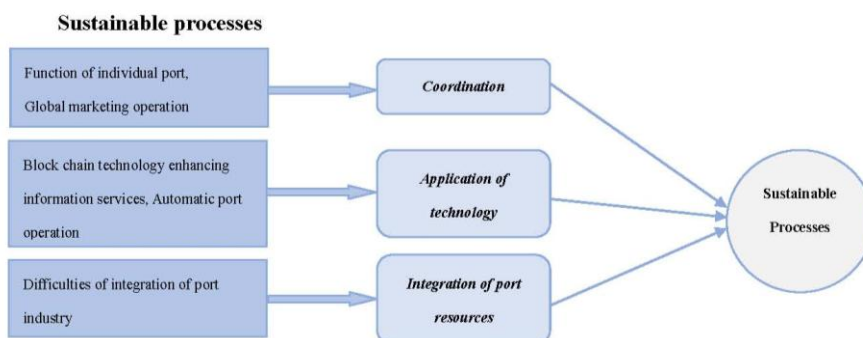 Sustainable processes
Function of individual port,
Global marketing operation
Coordination
Block chain technology enhancing
information services, Automatic port
operation
Application of
technology
Sustainable
Processes
Difficulties of integration of port
industry
Integration of port
resources